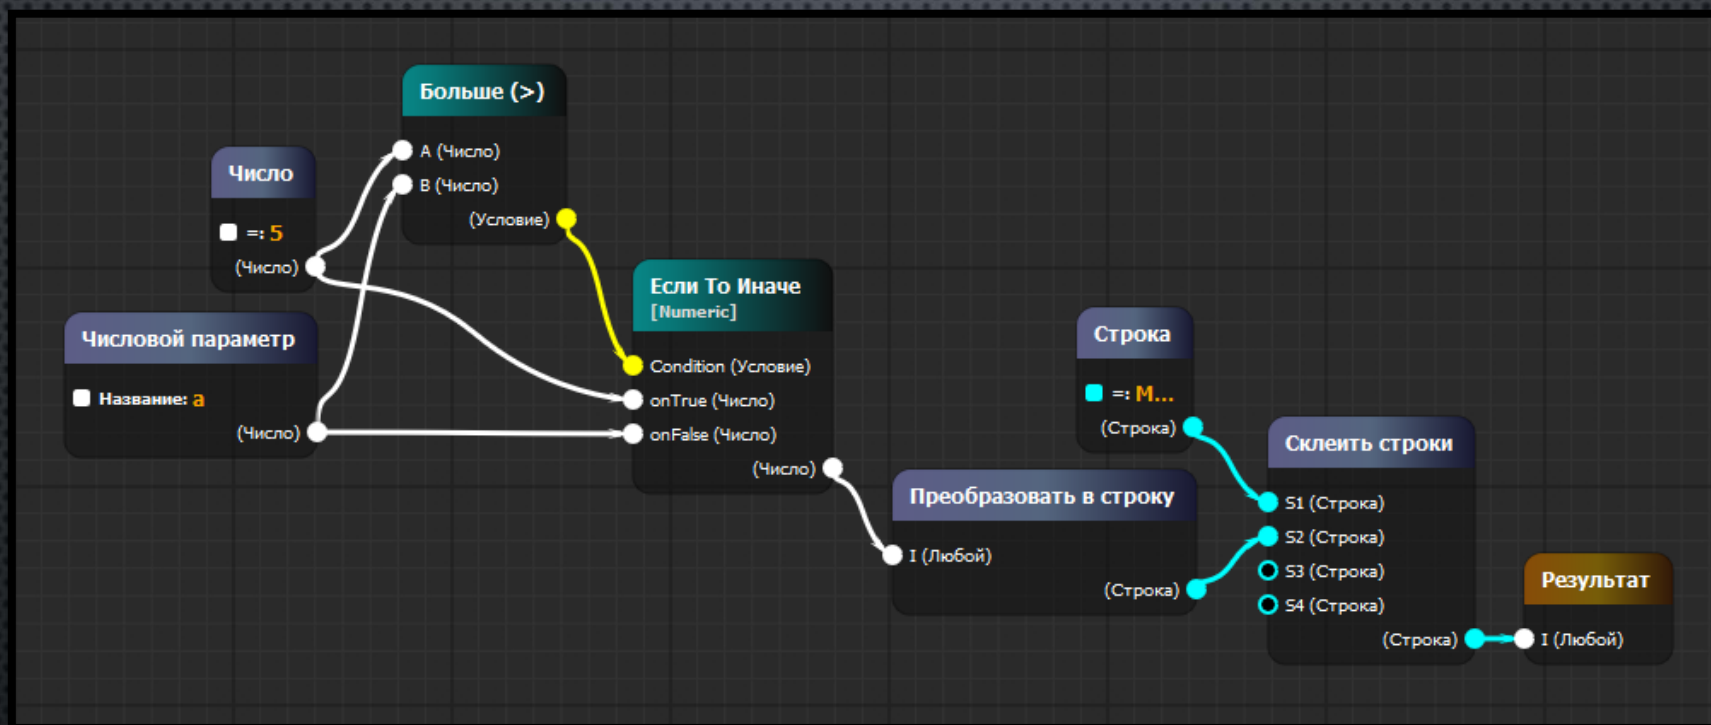 Больше (>)
A (Число)
B (Число)
(Условие)
Число
=: 5
(Число)
Числовой параметр
Название: a
(Число)
Если То Иначе
[Numeric]
Condition (Условие)
onTrue (Число)
onFalse (Число)
(Число)
Преобразовать в строку
I (Любой)
(Строка)
Строка
=: М...
(Строка)
Склеить строки
S1 (Строка)
S2 (Строка)
S3 (Строка)
S4 (Строка)
(Строка)
Результат
I (Любой)